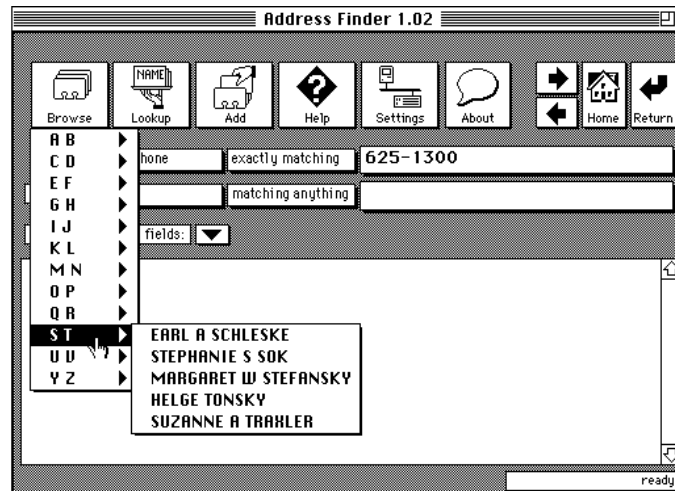 Address Finder 1.02
NAME
Browse Lookup Add Help Settings About Home Return
A B
C D
E F
G H
I J
K L
M N
O P
Q R
S T
U V
Y Z
hone exactly matching 625-1300
matching anything
fields:
EARL A SCHLESKE
STEPHANIE S SOK
MARGARET W STEFANSKY
HELGE TONSKY
SUZANNE A TRAXLER
ready